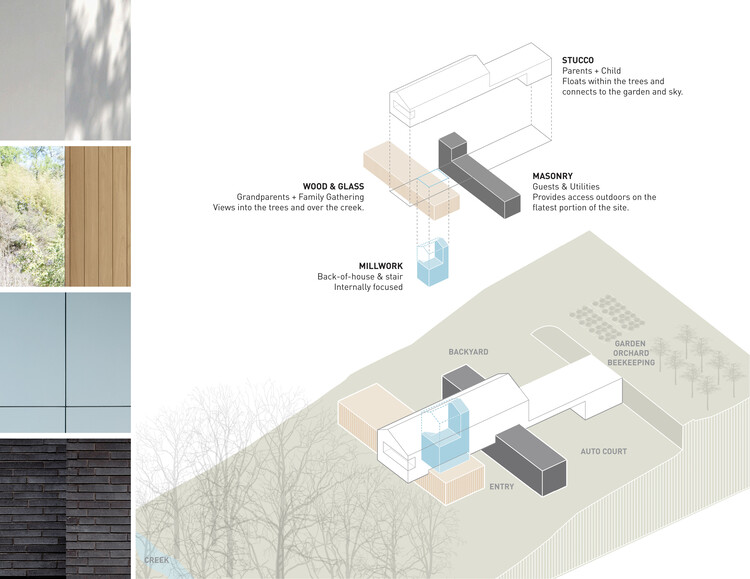 STUCCO
Parents + Child
Floats within the trees and
connects to the garden and sky.
WOOD & GLASS
Grandparents + Family Gathering
Views into the trees and over the creek.
MASONRY
Guests & Utilities
Provides access outdoors on the
flatest portion of the site.
MILLWORK
Back-of-house & stair
Internally focused
BACKYARD
GARDEN
ORCHARD
BEEKEEPING
AUTO COURT
ENTRY
CREEK